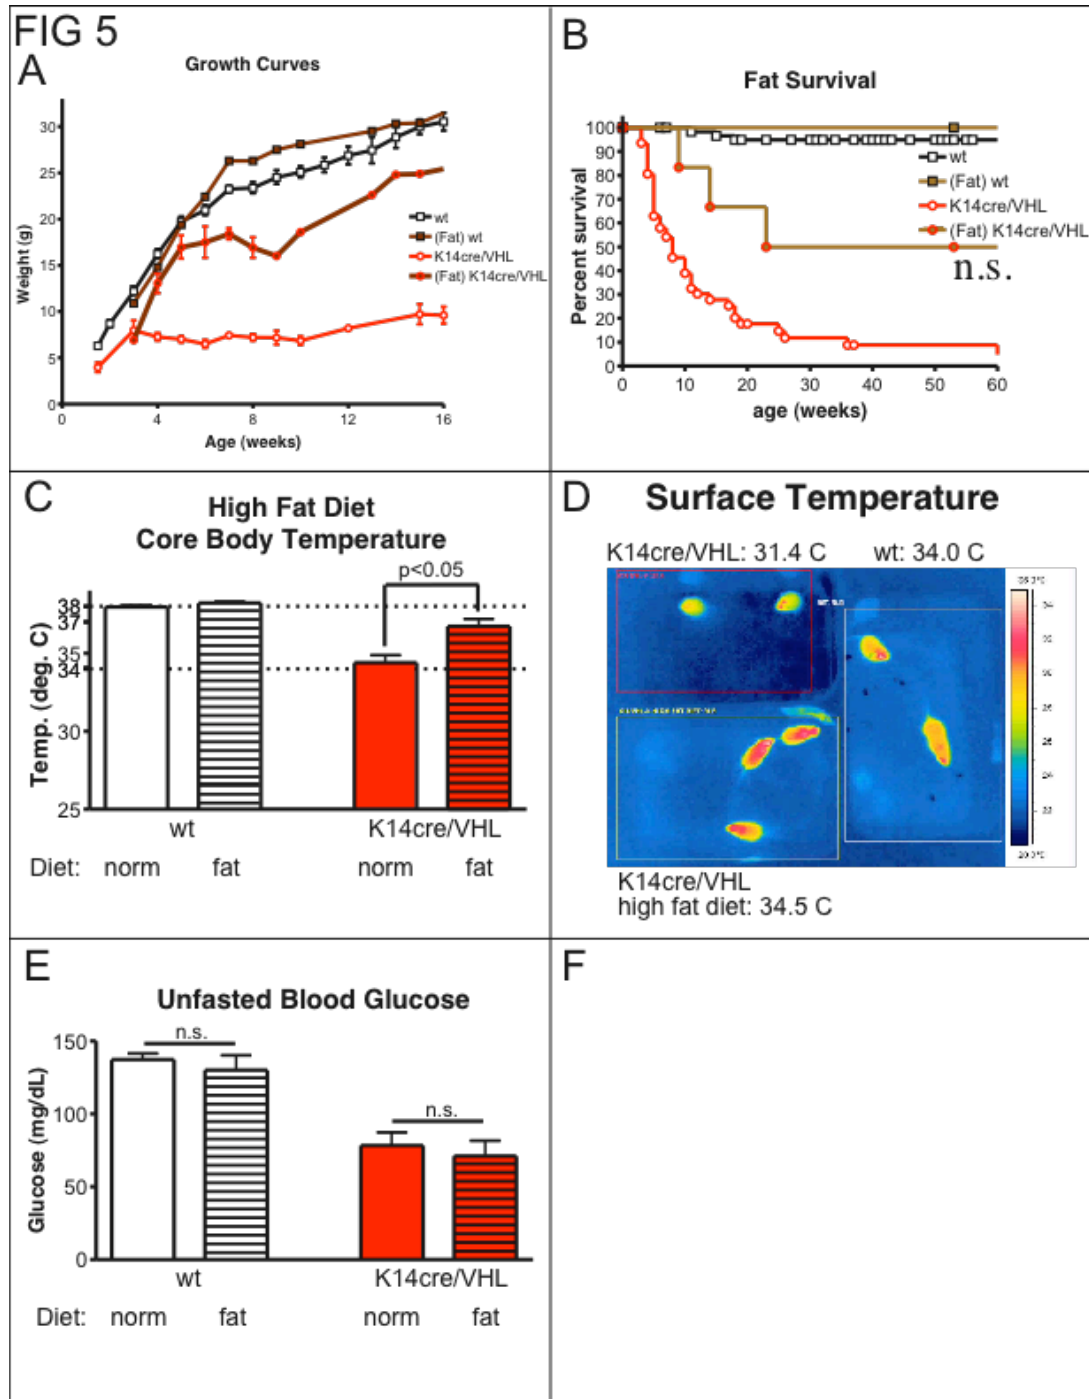 FIG 5
A
Growth Curves
Weight (g)
30
25
20
15
10
5
0
0 4 8 12 16
Age (weeks)
wt
(Fat) wt
K14cre/VHL
(Fat) K14cre/VHL
B
Fat Survival
Percent survival
100
90
80
70
60
50
40
30
20
10
0
0 10 20 30 40 50 60
age (weeks)
wt
(Fat) wt
K14cre/VHL
(Fat) K14cre/VHL
n.s.
C
High Fat Diet
Core Body Temperature
p<0.05
Temp. (deg. C)
38
37
35
34
30
25
wt K14cre/VHL
Diet: norm fat norm fat
D
Surface Temperature
K14cre/VHL: 31.4 C wt: 34.0 C
K14cre/VHL
high fat diet: 34.5 C
E
Unfasted Blood Glucose
n.s.
n.s.
Glucose (mg/dL)
150
100
50
0
wt K14cre/VHL
Diet: norm fat norm fat
F